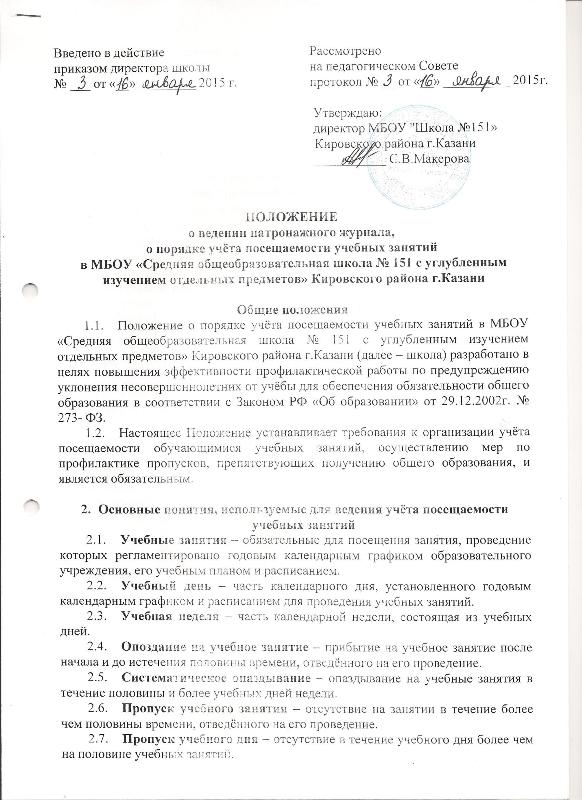 Введено в действие
приказом директора школы
№ 3 от «16» января 2015 г.
Рассмотрено
на педагогическом Совете
протокол № 3 от «16» января 2015г.
Утверждаю:
директор МБОУ "Школа №151»
Кировского района г.Казани
С.В.Макерова
ПОЛОЖЕНИЕ
о ведении патронажного журнала,
о порядке учёта посещаемости учебных занятий
в МБОУ «Средняя общеобразовательная школа № 151 с углубленным
изучением отдельных предметов» Кировского района г.Казани
Общие положения
1.1. Положение о порядке учёта посещаемости учебных занятий в МБОУ
«Средняя общеобразовательная школа № 151 с углубленным изучением
отдельных предметов» Кировского района г.Казани (далее – школа) разработано в
целях повышения эффективности профилактической работы по предупреждению
уклонения несовершеннолетних от учёбы для обеспечения обязательности общего
образования в соответствии с Законом РФ «Об образовании» от 29.12.2002г. №
273- ФЗ.
1.2. Настоящее Положение устанавливает требования к организации учёта
посещаемости обучающимися учебных занятий, осуществлению мер по
профилактике пропусков, препятствующих получению общего образования, и
является обязательным.
2. Основные понятия, используемые для ведения учёта посещаемости
учебных занятий
2.1. Учебные занятия – обязательные для посещения занятия, проведение
которых регламентировано годовым календарным графиком образовательного
учреждения, его учебным планом и расписанием.
2.2. Учебный день – часть календарного дня, установленного годовым
календарным графиком и расписанием для проведения учебных занятий.
2.3. Учебная неделя – часть календарной недели, состоящая из учебных
дней.
2.4. Опоздание на учебное занятие – прибытие на учебное занятие после
начала и до истечения половины времени, отведённого на его проведение.
2.5. Систематическое опаздывание – опаздывание на учебные занятия в
течение половины и более учебных дней недели.
2.6. Пропуск учебного занятия – отсутствие на занятии в течение более
чем половины времени, отведённого на его проведение.
2.7. Пропуск учебного дня – отсутствие в течение учебного дня более чем
на половине учебных занятий.